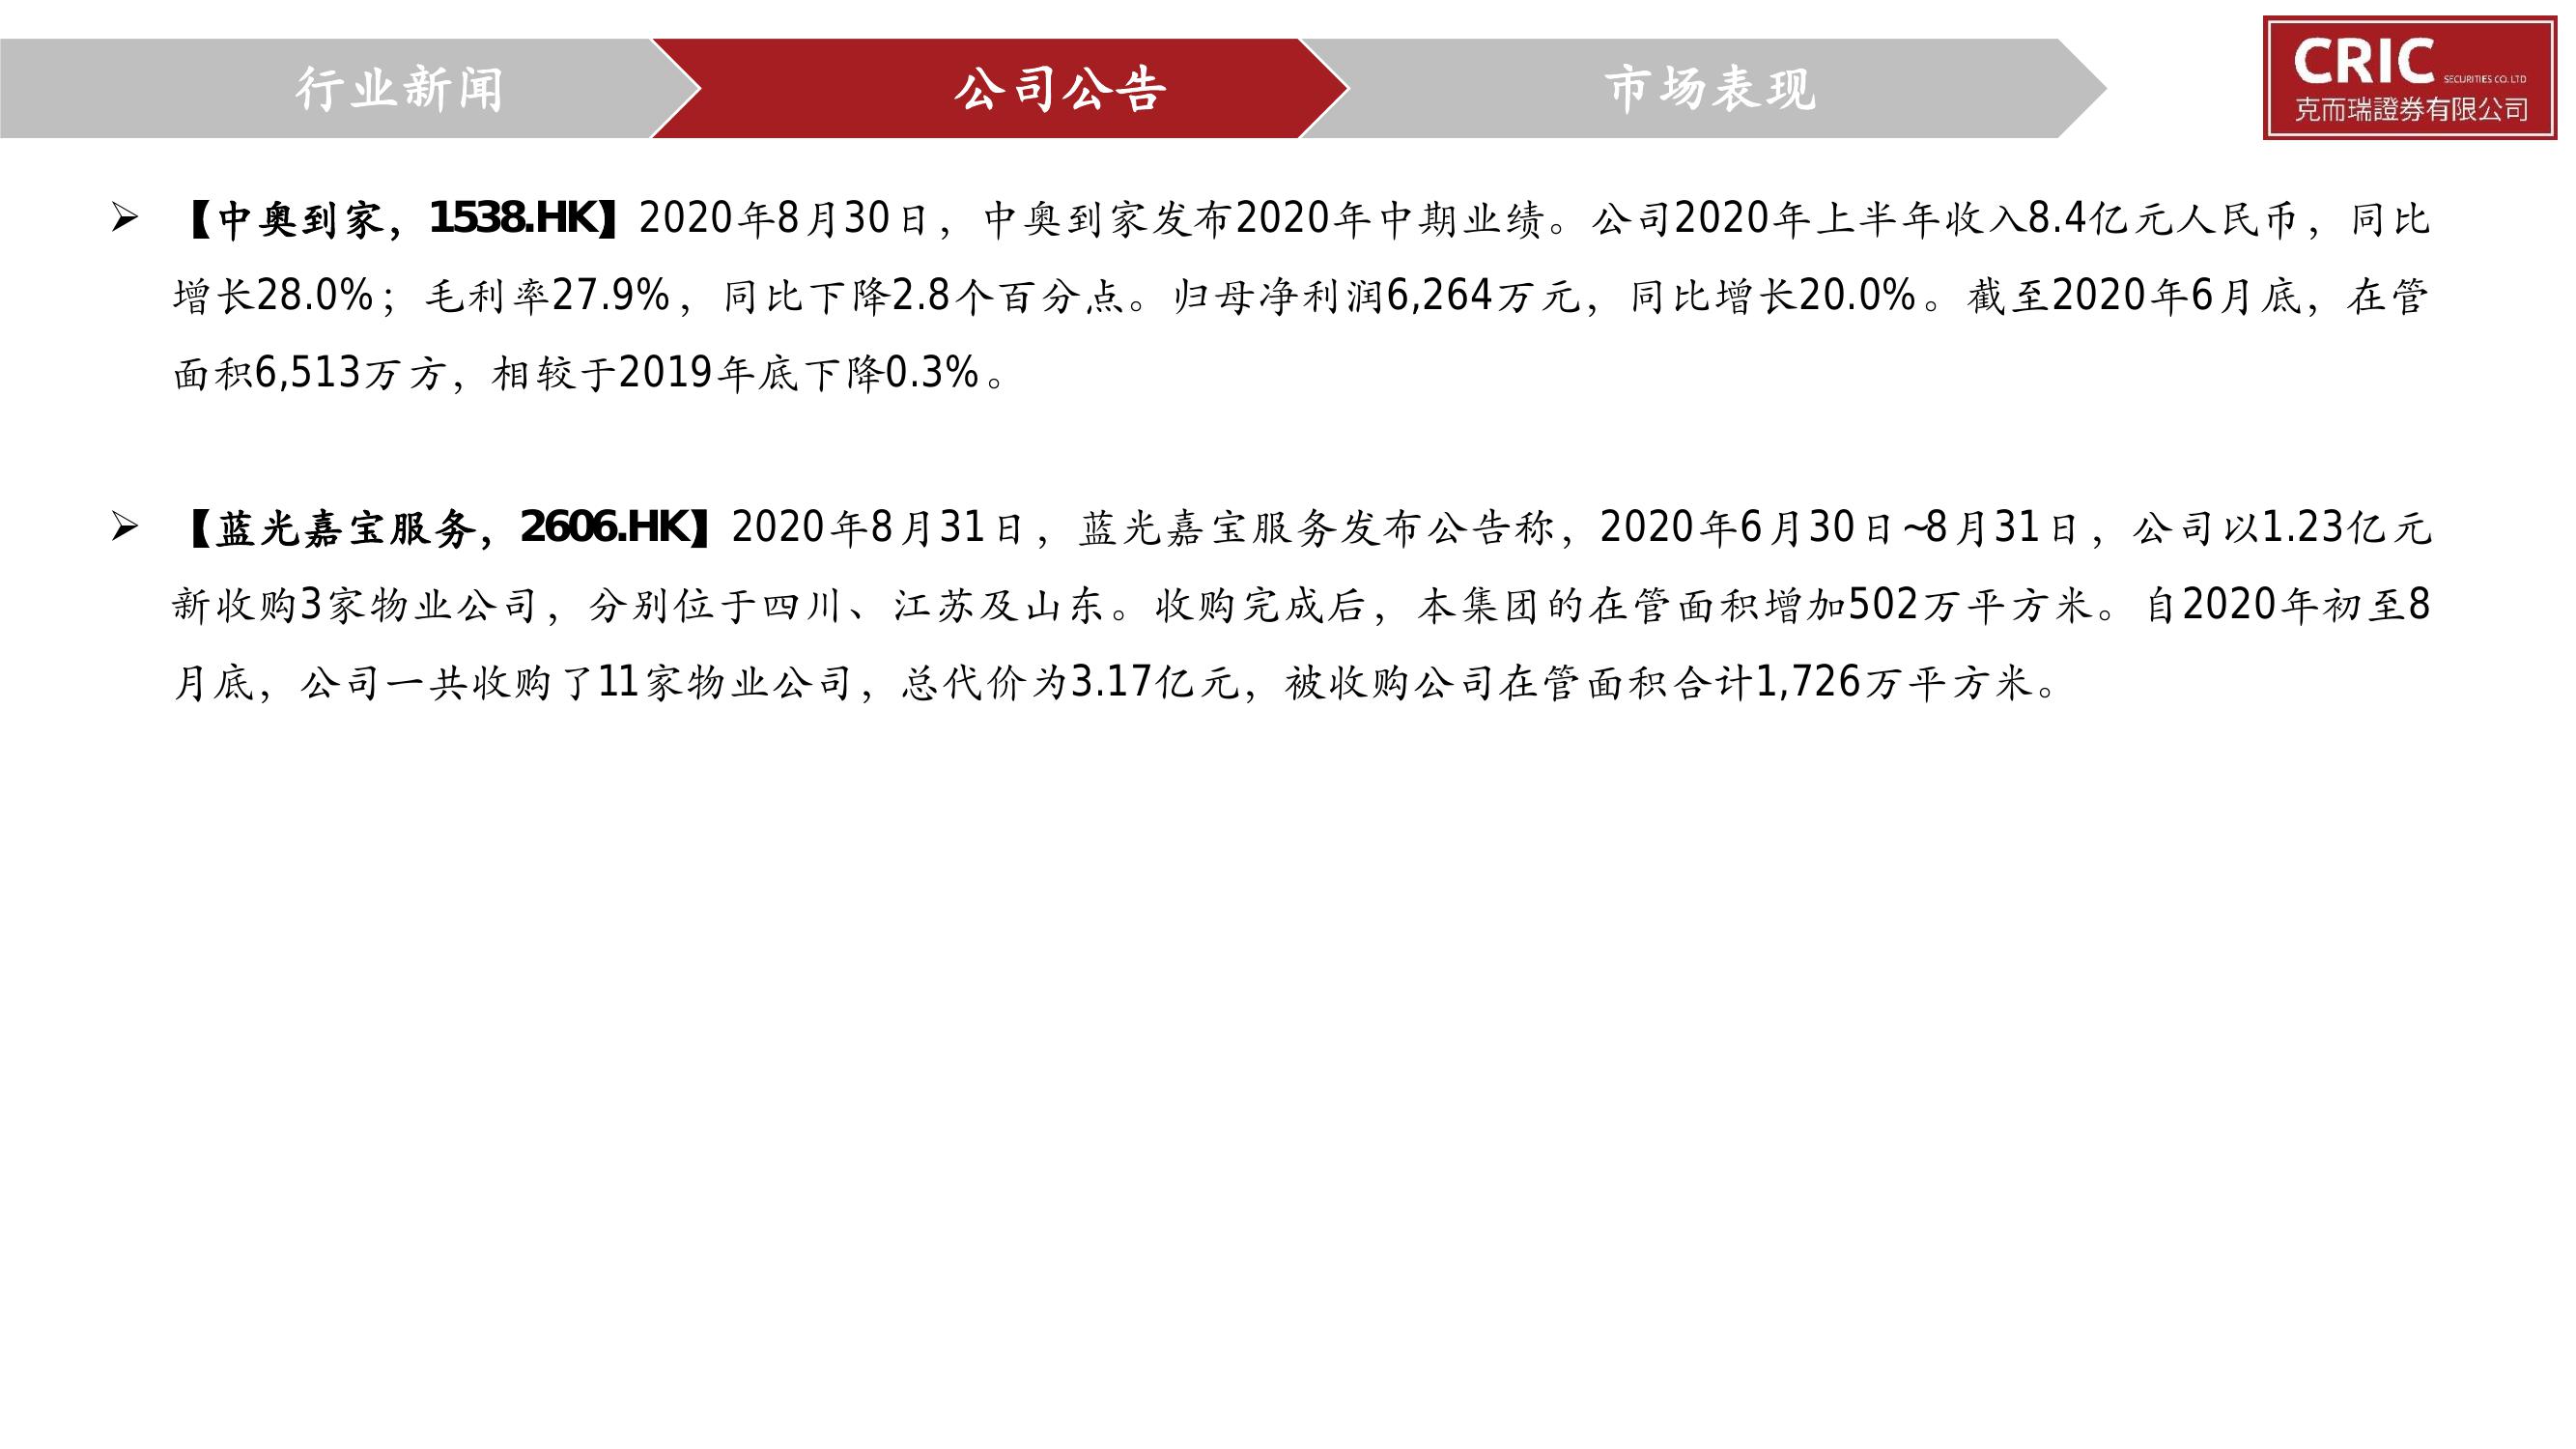 行业新闻
公司公告
市场表现
CRIC SECURITIES CO. LTD
克而瑞證券有限公司
➢ 【中奥到家，1538.HK】2020年8月30日，中奥到家发布2020年中期业绩。公司2020年上半年收入8.4亿元人民币，同比
增长28.0%；毛利率27.9%，同比下降2.8个百分点。归母净利润6,264万元，同比增长20.0%。截至2020年6月底，在管
面积6,513万方，相较于2019年底下降0.3%。
➢ 【蓝光嘉宝服务，2606.HK】2020年8月31日，蓝光嘉宝服务发布公告称，2020年6月30日~8月31日，公司以1.23亿元
新收购3家物业公司，分别位于四川、江苏及山东。收购完成后，本集团的在管面积增加502万平方米。自2020年初至8
月底，公司一共收购了11家物业公司，总代价为3.17亿元，被收购公司在管面积合计1,726万平方米。